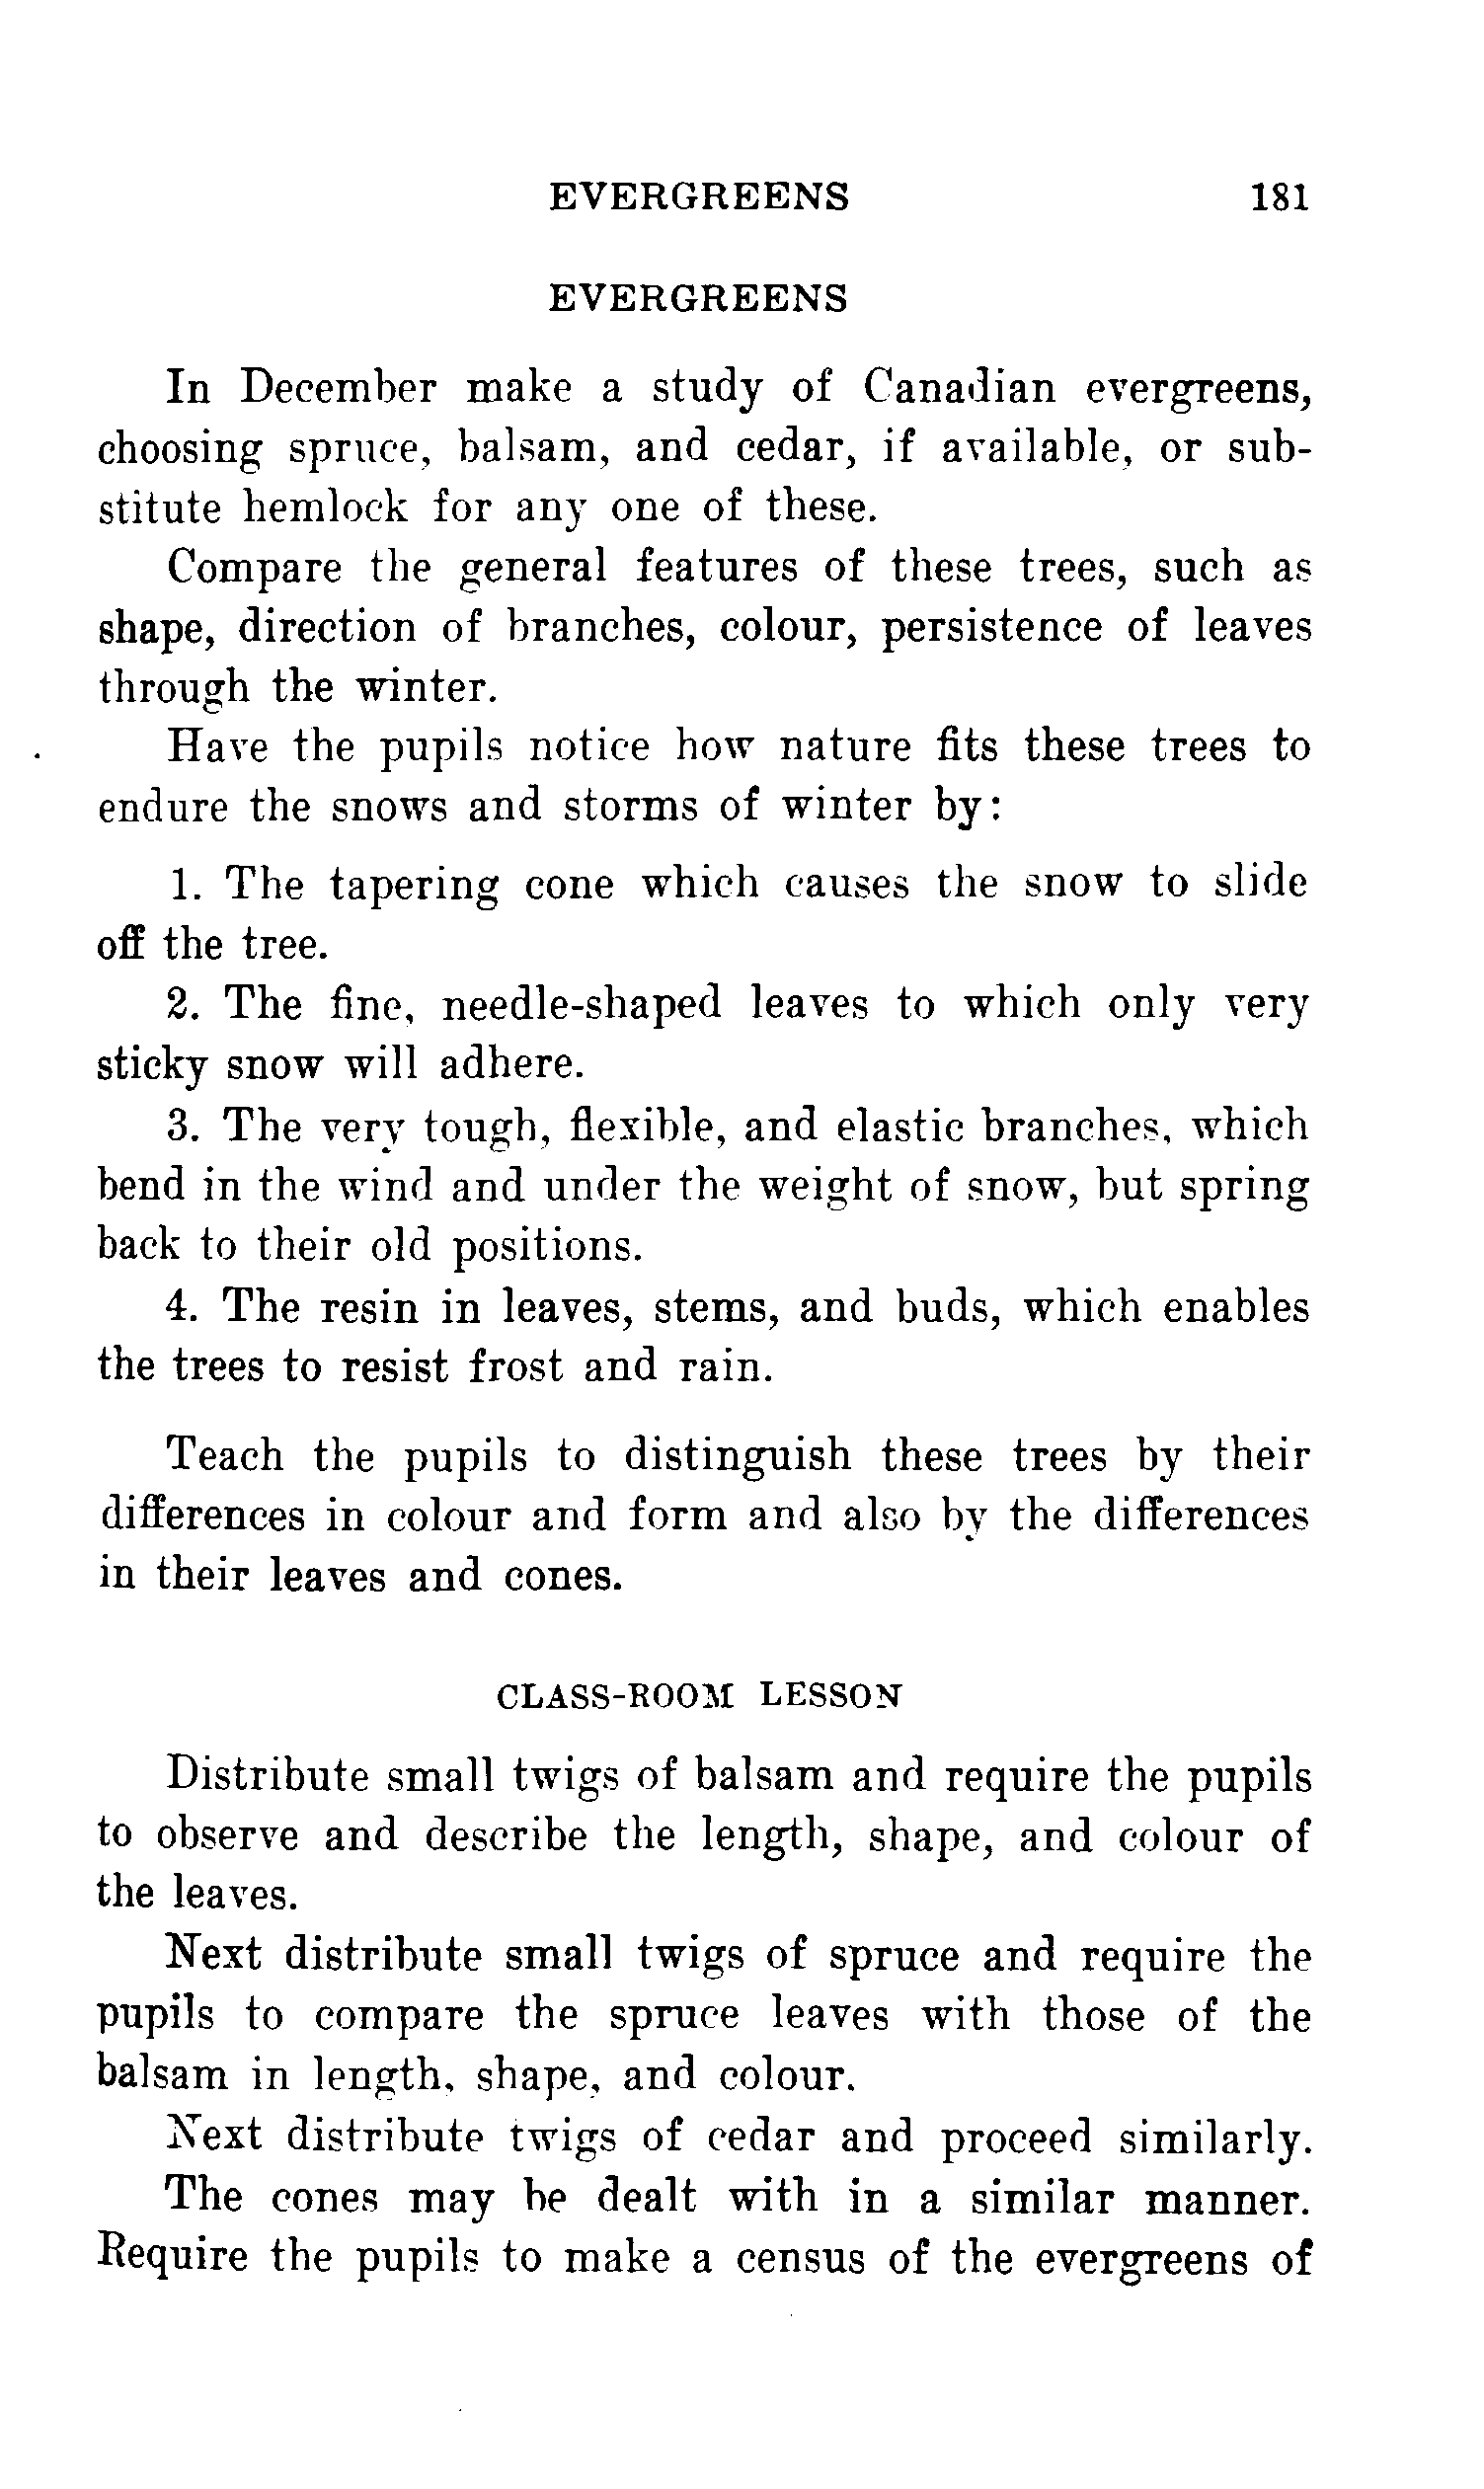 EVERGREENS 181
EVERGREENS
In December make a study of Canadian evergreens,
choosing spruce, balsam, and cedar, if available, or sub-
stitute hemlock for any one of these.
Compare the general features of these trees, such as
shape, direction of branches, colour, persistence of leaves
through the winter.
Have the pupils notice how nature fits these trees to
endure the snows and storms of winter by:
1. The tapering cone which causes the snow to slide
off the tree.
2. The fine, needle-shaped leaves to which only very
sticky snow will adhere.
3. The very tough, flexible, and elastic branches, which
bend in the wind and under the weight of snow, but spring
back to their old positions.
4. The resin in leaves, stems, and buds, which enables
the trees to resist frost and rain.
Teach the pupils to distinguish these trees by their
differences in colour and form and also by the differences
in their leaves and cones.
CLASS-ROOM LESSON
Distribute small twigs of balsam and require the pupils
to observe and describe the length, shape, and colour of
the leaves.
Next distribute small twigs of spruce and require the
pupils to compare the spruce leaves with those of the
balsam in length, shape, and colour.
Next distribute twigs of cedar and proceed similarly.
The cones may be dealt with in a similar manner.
Require the pupils to make a census of the evergreens of